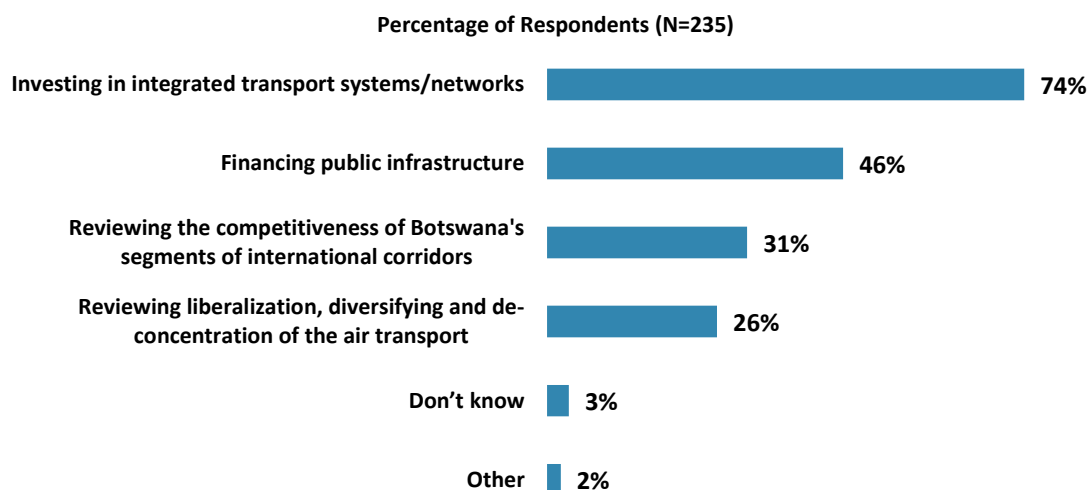 Percentage of Respondents (N=235)
Investing in integrated transport systems/networks
74%
Financing public infrastructure
46%
Reviewing the competitiveness of Botswana's
segments of international corridors
31%
Reviewing liberalization, diversifying and de-
concentration of the air transport
26%
Don’t know
3%
Other
2%